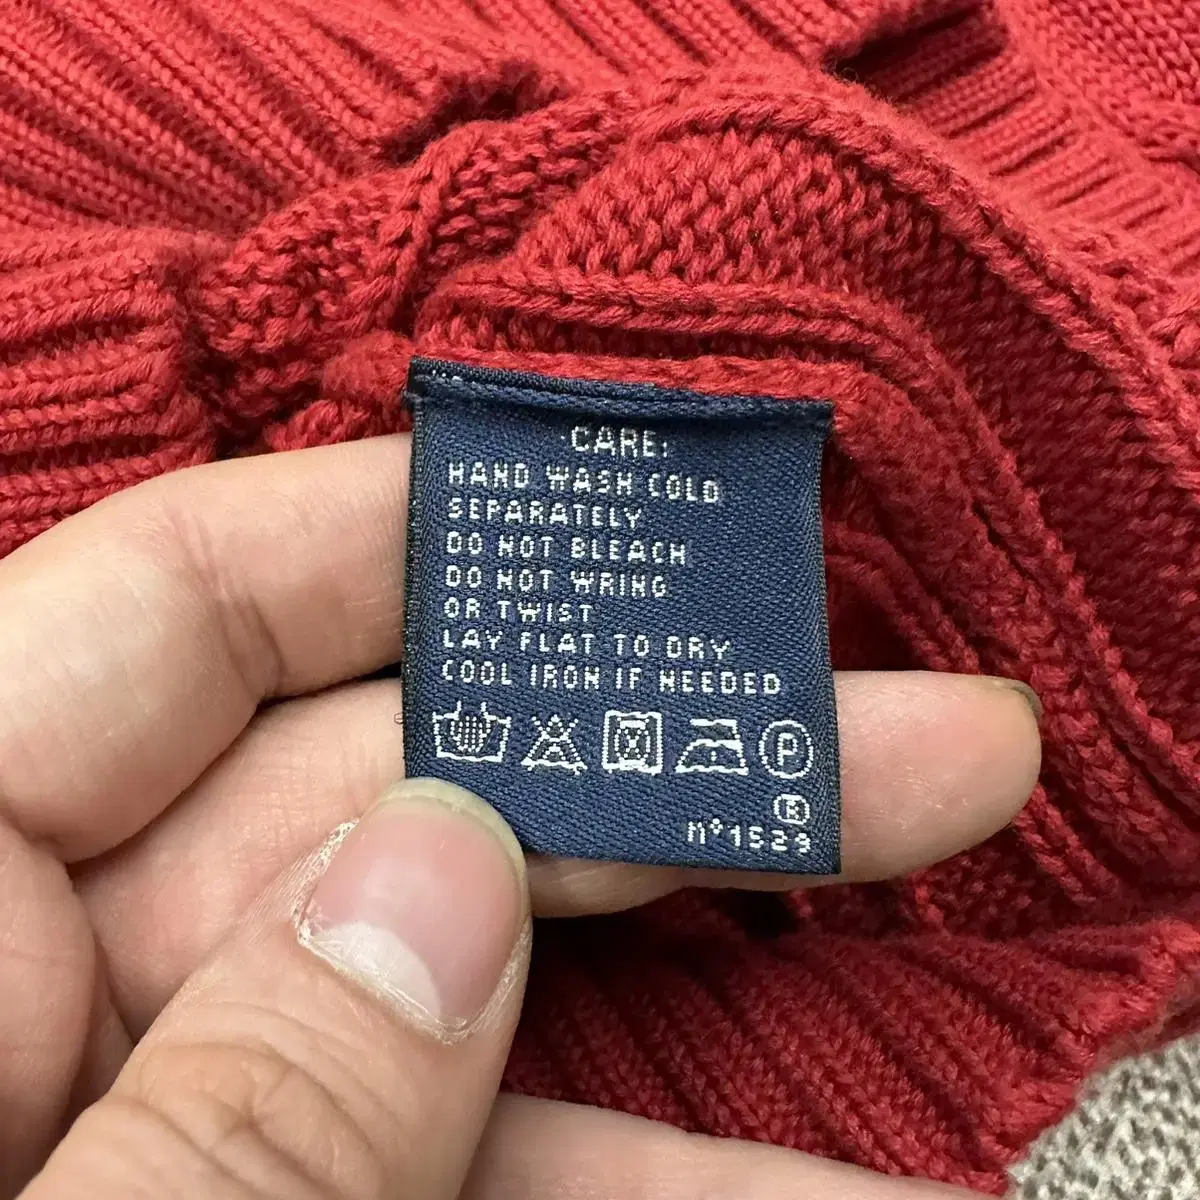 CARE:
HAND WASH COLD
SEPARATELY
DO NOT BLEACH
DO NOT WRING
OR TWIST
LAY FLAT TO DRY
COOL IRON IF NEEDED
P
®
n°1529